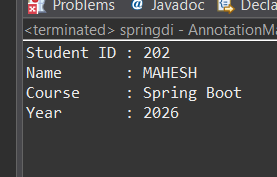 Problems @ Javadoc Decla
<terminated> springdi - AnnotationMa
Student ID : 202
Name : MAHESH
Course : Spring Boot
Year : 2026